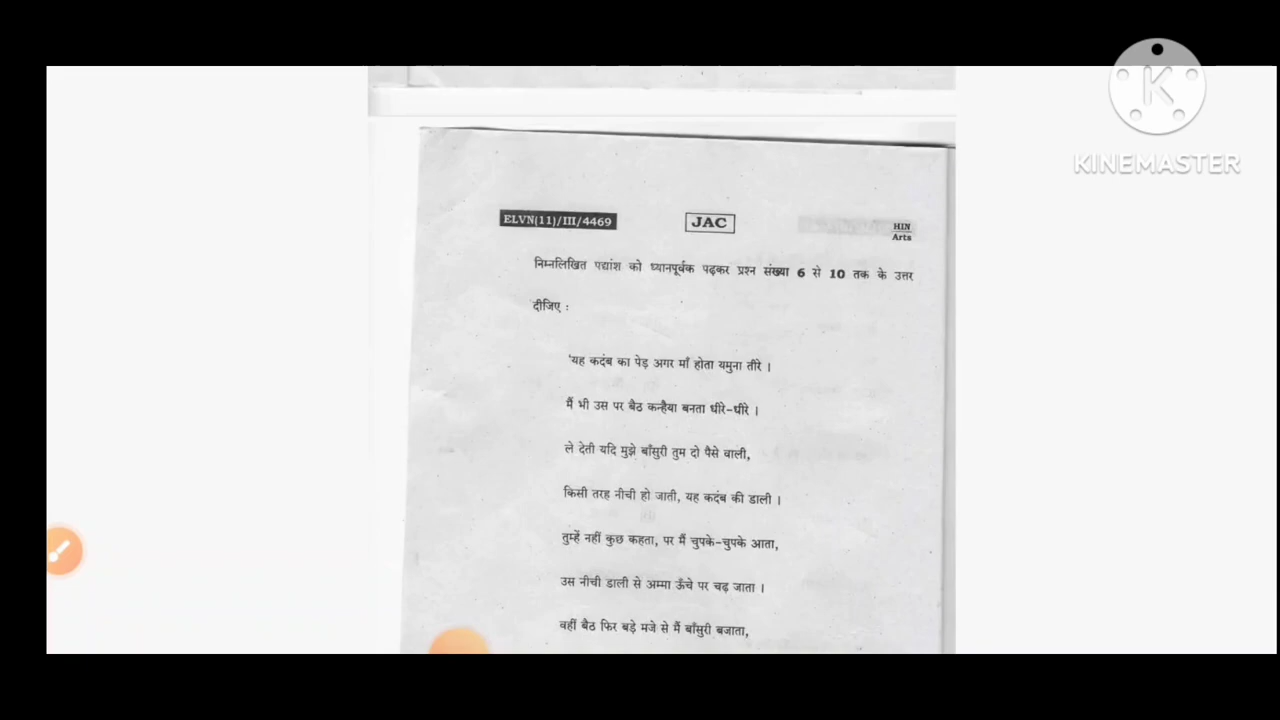 KINEMASTER
ELVN(11)/III/4469
JAC
HIN
Arts
निम्नलिखित पद्यांश को ध्यानपूर्वक पढ़कर प्रश्न संख्या 6 से 10 तक के उत्तर
दीजिए :
'यह कदंब का पेड़ अगर माँ होता यमुना तीरे ।
मैं भी उस पर बैठ कन्हैया बनता धीरे-धीरे ।
ले देती यदि मुझे बाँसुरी तुम दो पैसे वाली,
किसी तरह नीची हो जाती, यह कदंब की डाली ।
तुम्हें नहीं कुछ कहता, पर मैं चुपके-चुपके आता,
उस नीची डाली से अम्मा ऊँचे पर चढ़ जाता ।
वहीं बैठ फिर बड़े मजे से मैं बाँसुरी बजाता,